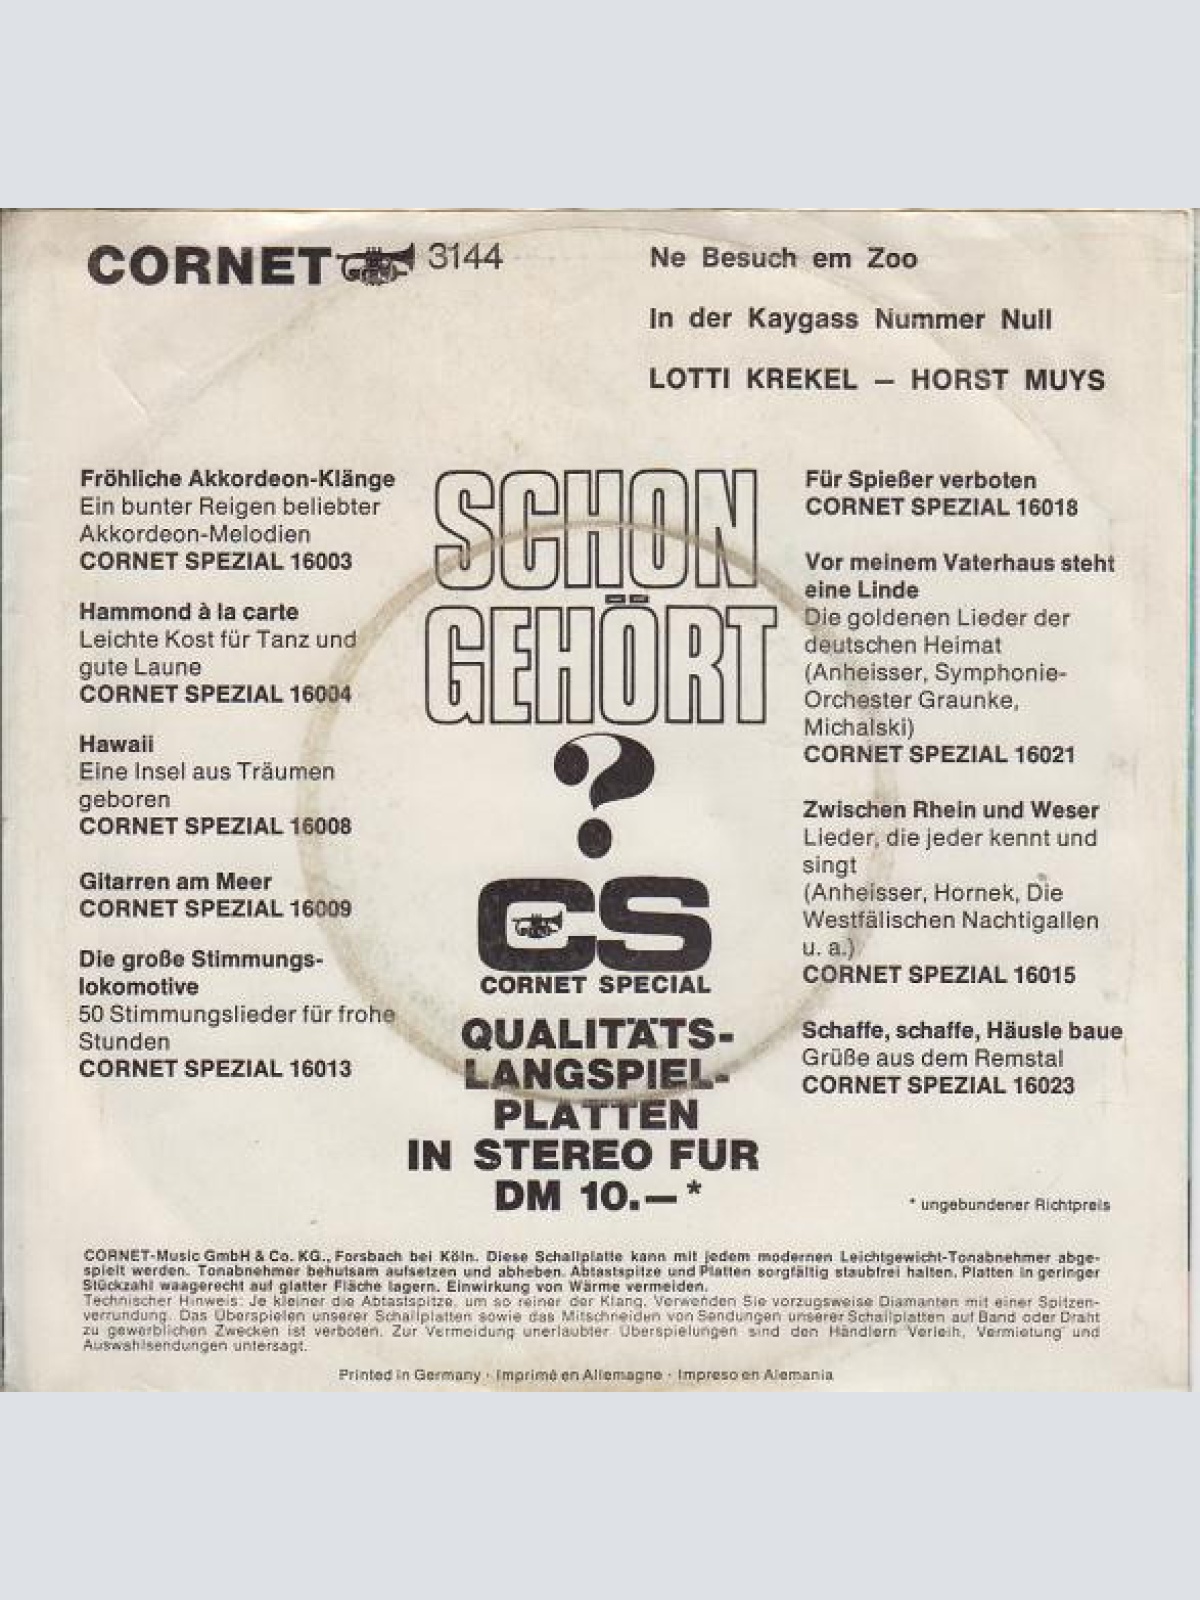 CORNET 3144
Ne Besuch em Zoo
In der Kaygass Nummer Null
LOTTI KREKEL – HORST MUYS
Fröhliche Akkordeon-Klänge
Ein bunter Reigen beliebter
Akkordeon-Melodien
CORNET SPEZIAL 16003
Hammond à la carte
Leichte Kost für Tanz und
gute Laune
CORNET SPEZIAL 16004
Hawaii
Eine Insel aus Träumen
geboren
CORNET SPEZIAL 16008
Gitarren am Meer
CORNET SPEZIAL 16009
Die große Stimmungs-
lokomotive
50 Stimmungslieder für frohe
Stunden
CORNET SPEZIAL 16013
SCHON
GEHÖRT
?
CS
CORNET SPECIAL
QUALITÄTS-
LANGSPIEL-
PLATTEN
IN STEREO FUR
DM 10.—*
Für Spießer verboten
CORNET SPEZIAL 16018
Vor meinem Vaterhaus steht
eine Linde
Die goldenen Lieder der
deutschen Heimat
(Anheisser, Symphonie-
Orchester Graunke,
Michalski)
CORNET SPEZIAL 16021
Zwischen Rhein und Weser
Lieder, die jeder kennt und
singt
(Anheisser, Hornek, Die
Westfälischen Nachtigallen
u. a.)
CORNET SPEZIAL 16015
Schaffe, schaffe, Häusle baue
Grüße aus dem Remstal
CORNET SPEZIAL 16023
* ungebundener Richtpreis
CORNET-Music GmbH & Co. KG., Forsbach bei Köln. Diese Schallplatte kann mit jedem modernen Leichtgewicht-Tonabnehmer abge-
spielt werden. Tonabnehmer behutsam aufsetzen und abheben. Abtastspitze und Platten sorgfältig staubfrei halten. Platten in geringer
Stückzahl waagerecht auf glatter Fläche lagern. Einwirkung von Wärme vermeiden.
Technischer Hinweis: Je kleiner die Abtastspitze, um so reiner der Klang. Verwenden Sie vorzugsweise Diamanten mit einer Spitzen-
verrundung. Das Überspielen unserer Schallplatten sowie das Mitschneiden von Sendungen unserer Schallplatten auf Band oder Draht
zu gewerblichen Zwecken ist verboten. Zur Vermeidung unerlaubter Überspielungen sind den Händlern Verleih, Vermietung und
Auswahlsendungen untersagt.
Printed in Germany · Imprimé en Allemagne · Impreso en Alemania